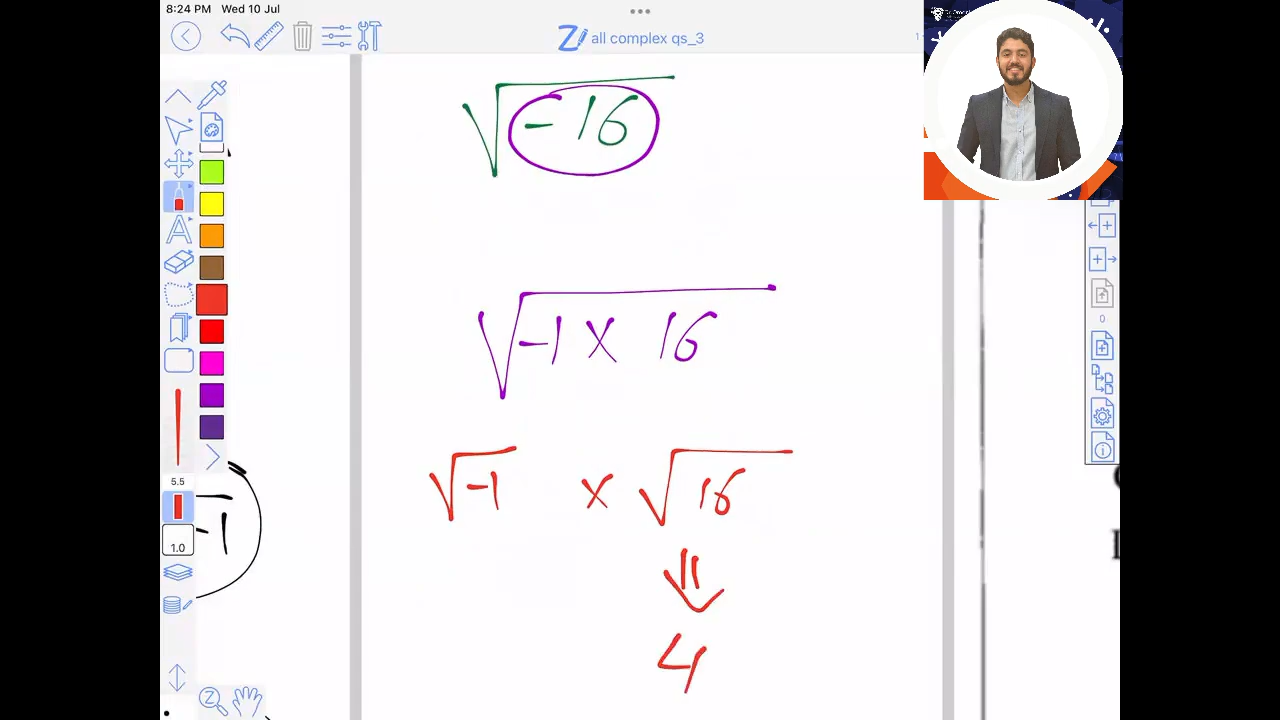 8:24 PM Wed 10 Jul
all complex qs_3
√-16
√-1 x 16
√-1 x √16
4
5.5
-1
1.0
0